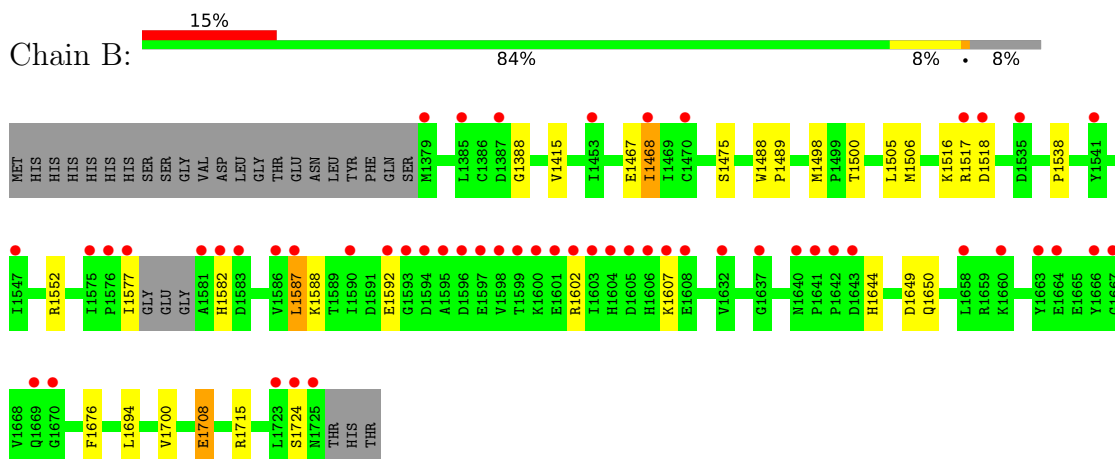 15%
Chain B:
84% 8% • 8%
MET HIS HIS HIS HIS HIS HIS SER SER GLY VAL ASP LEU GLY THR GLU ASN LEU TYR PHE GLN SER M1379 L1385 C1386 D1387 G1388 V1415 I1453 E1487 I1468 I1469 C1470 S1475 W1488 P1489 M1498 P1499 T1500 L1505 M1506 K1516 R1517 D1518 D1535 P1538 Y1541
I1547 R1552 I1575 P1576 I1577 GLY GLU GLY A1581 H1582 D1583 V1586 L1587 K1588 T1589 I1590 D1591 E1592 G1593 D1594 A1595 D1596 E1597 V1598 T1599 K1600 E1601 R1602 I1603 H1604 D1605 H1606 K1607 E1608 V1632 G1637 N1640 P1641 P1642 D1643 H1644 D1649 Q1650 L1658 R1659 K1660 Y1663 E1664 E1665 Y1666 G1667
V1668 Q1669 G1670 F1676 L1694 V1700 E1708 R1715 L1723 S1724 N1725 THR HIS THR